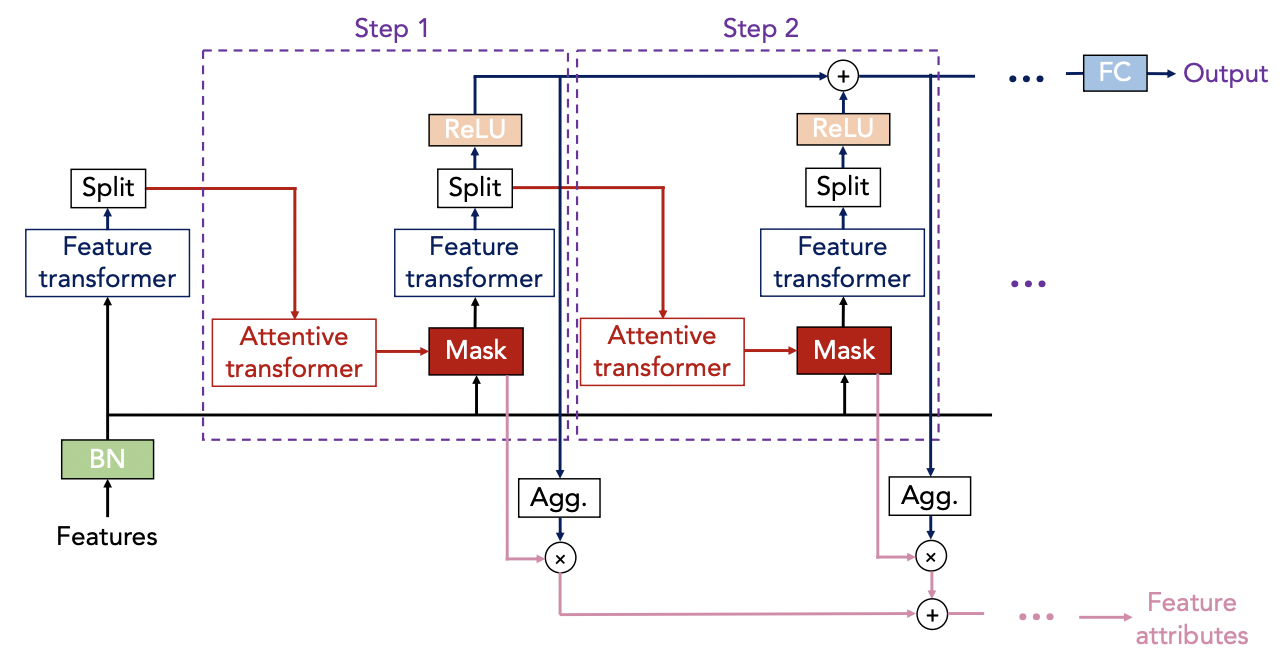 Step 1
Step 2
+
...
FC
Output
ReLU
ReLU
Split
Split
Split
Feature
transformer
Feature
transformer
Feature
transformer
...
Attentive
transformer
Mask
Attentive
transformer
Mask
BN
Features
Agg.
Agg.
×
×
+
...
Feature
attributes